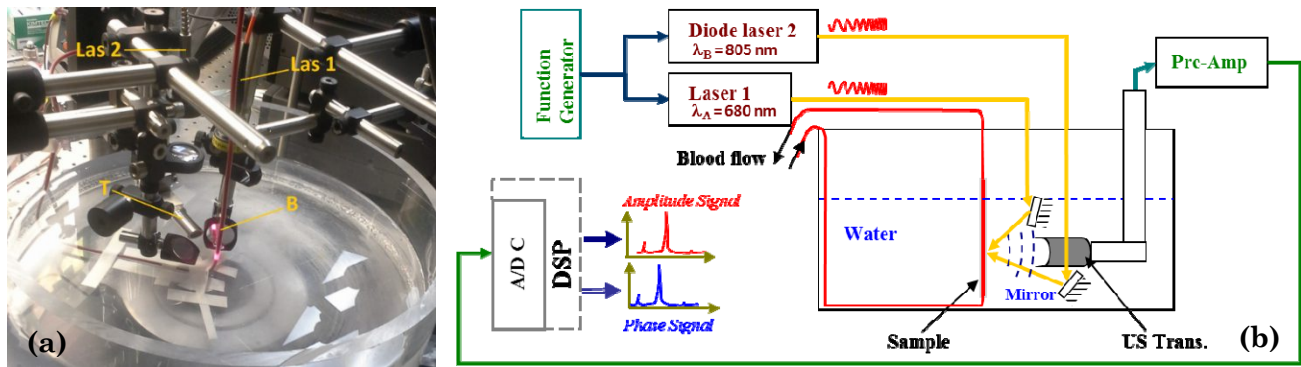 Las 2
Las 1
T
B
(a)
Function
Generator
Diode laser 2
λB = 805 nm
Laser 1
λA = 680 nm
Prc-Amp
Blood flow
A/D C
DSP
Amplitude Signal
Phase Signal
Water
Mirror
Sample
US Trans.
(b)